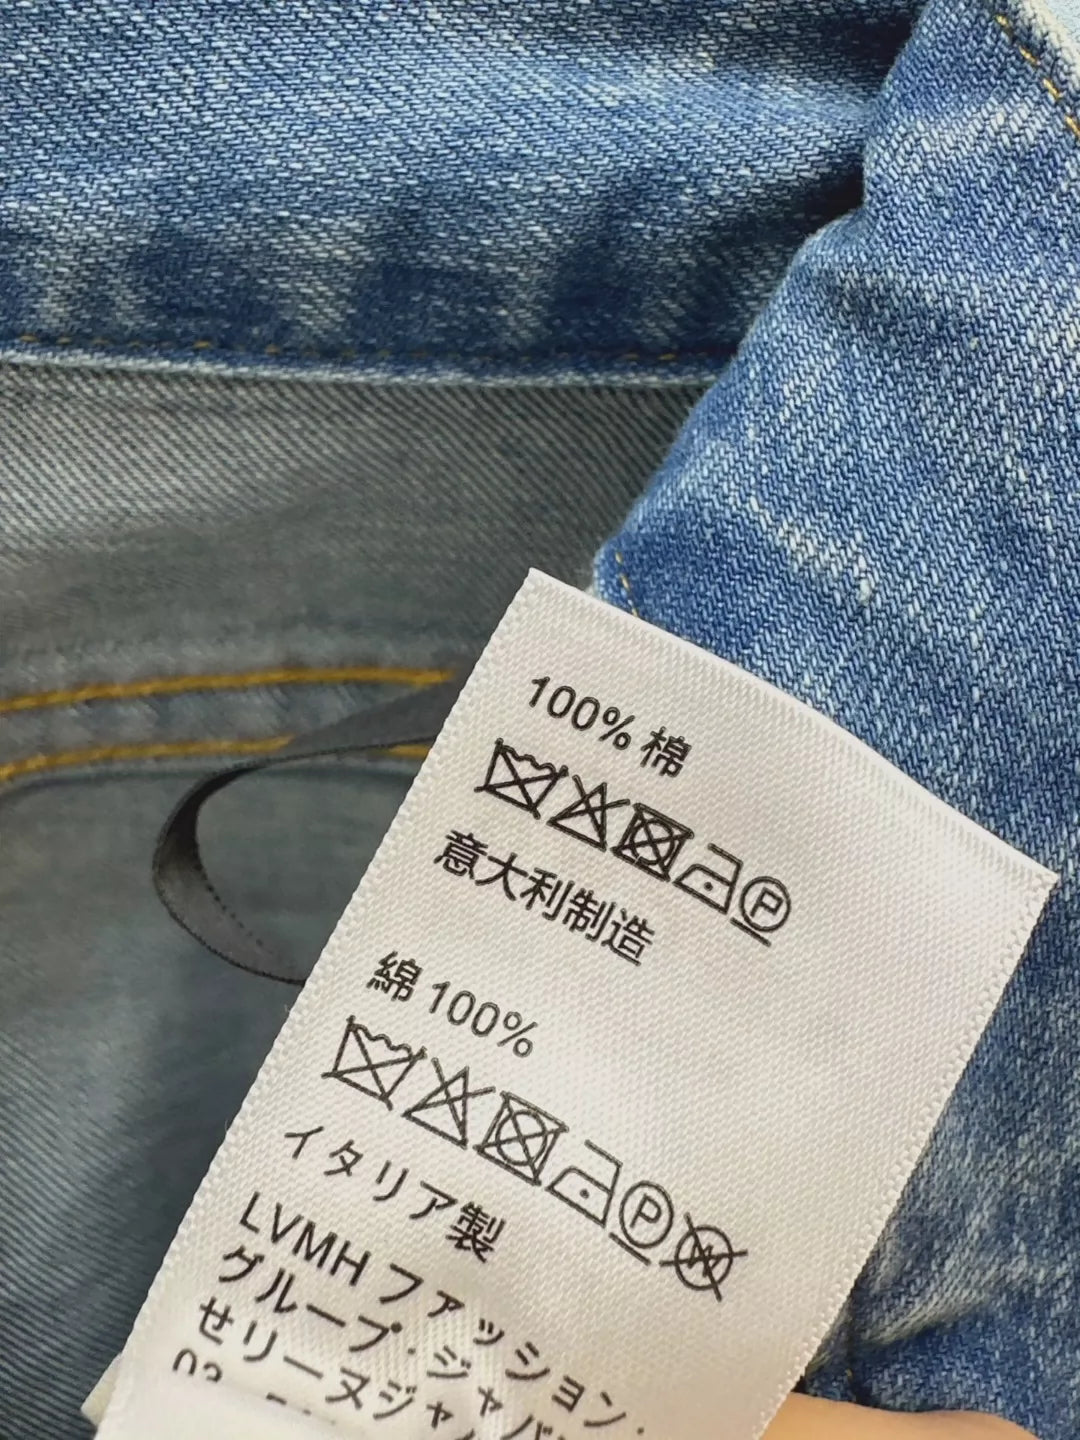 100% 棉
P
意大利制造
綿 100%
P W
イタリア製
LVMH ファッション・
グループ・ジャパ
せリーヌジャパ